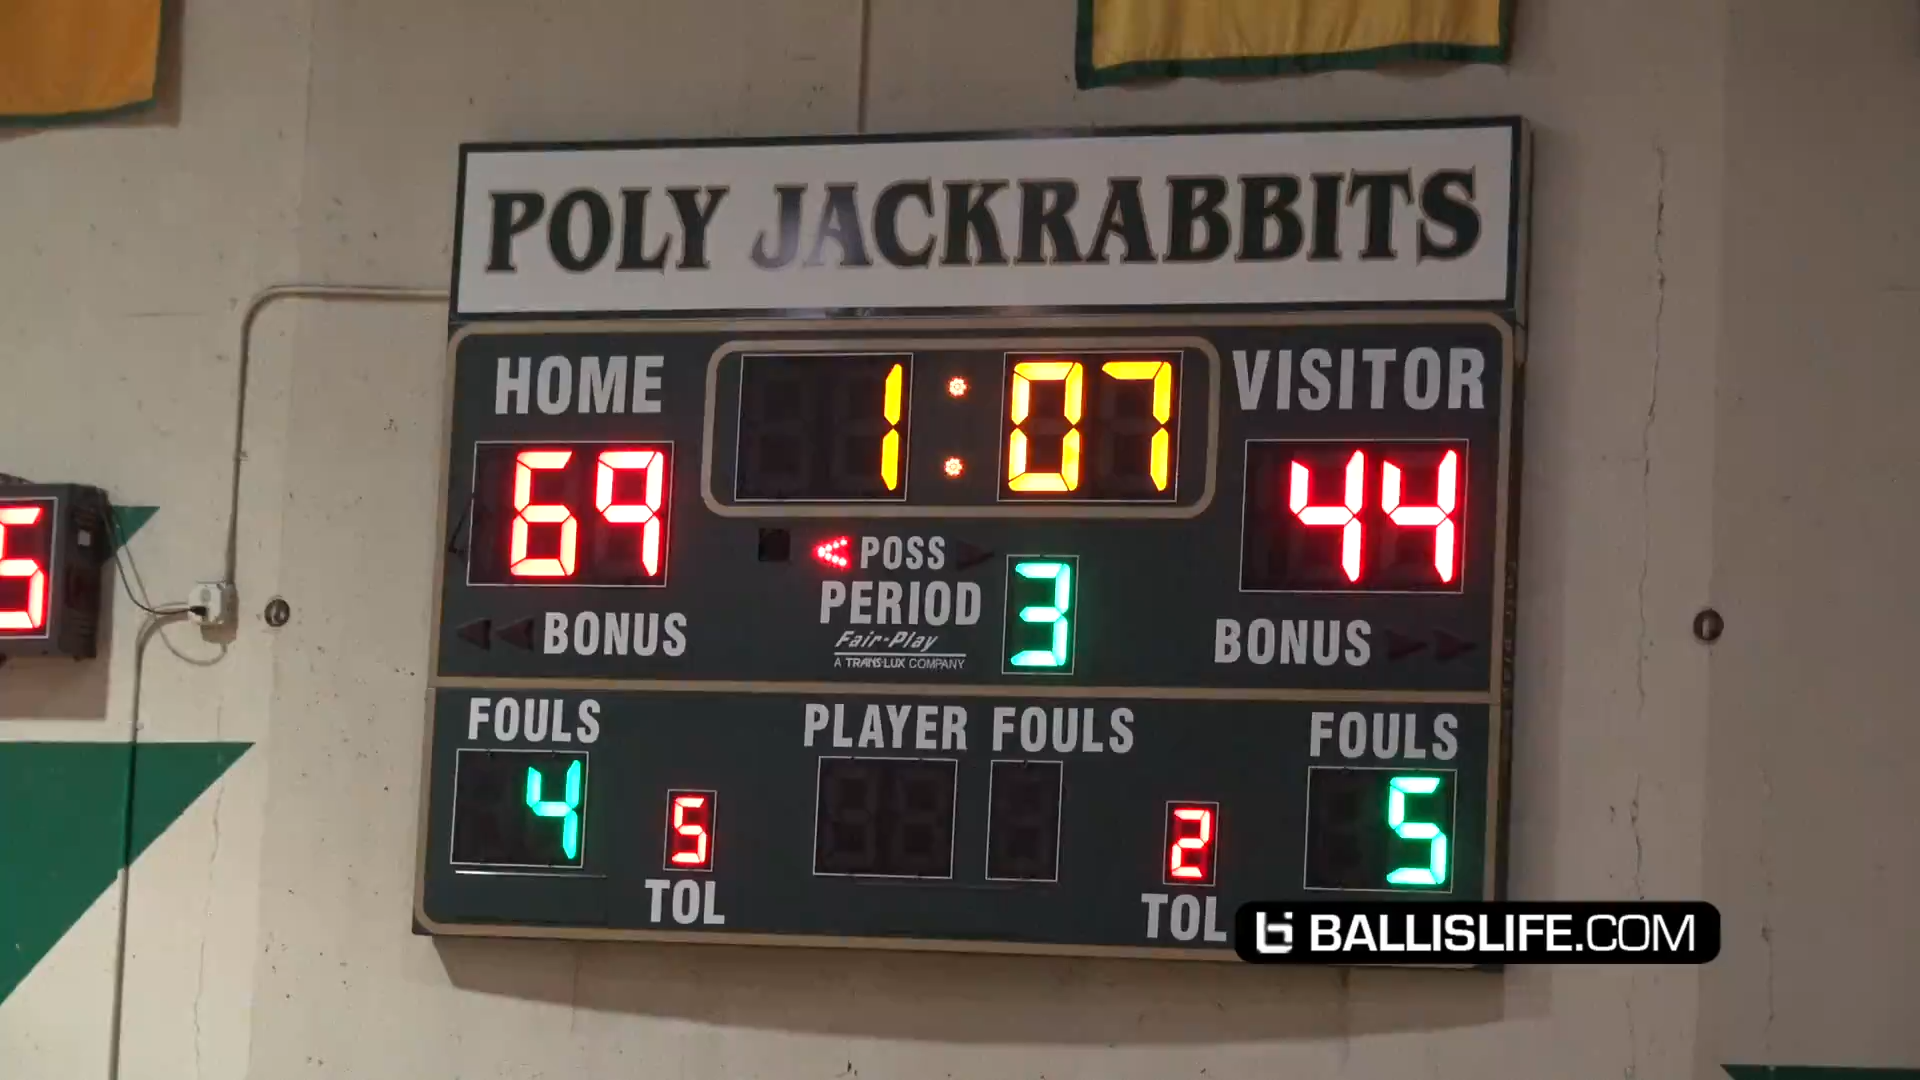 POLY JACKRABBITS
HOME
1:07
VISITOR
69
44
POSS
PERIOD
3
Fair-Play
A TRANS-LUX COMPANY
BONUS
BONUS
5
FOULS
PLAYER FOULS
FOULS
4
5
2
5
TOL
TOL
BALLISLIFE.COM